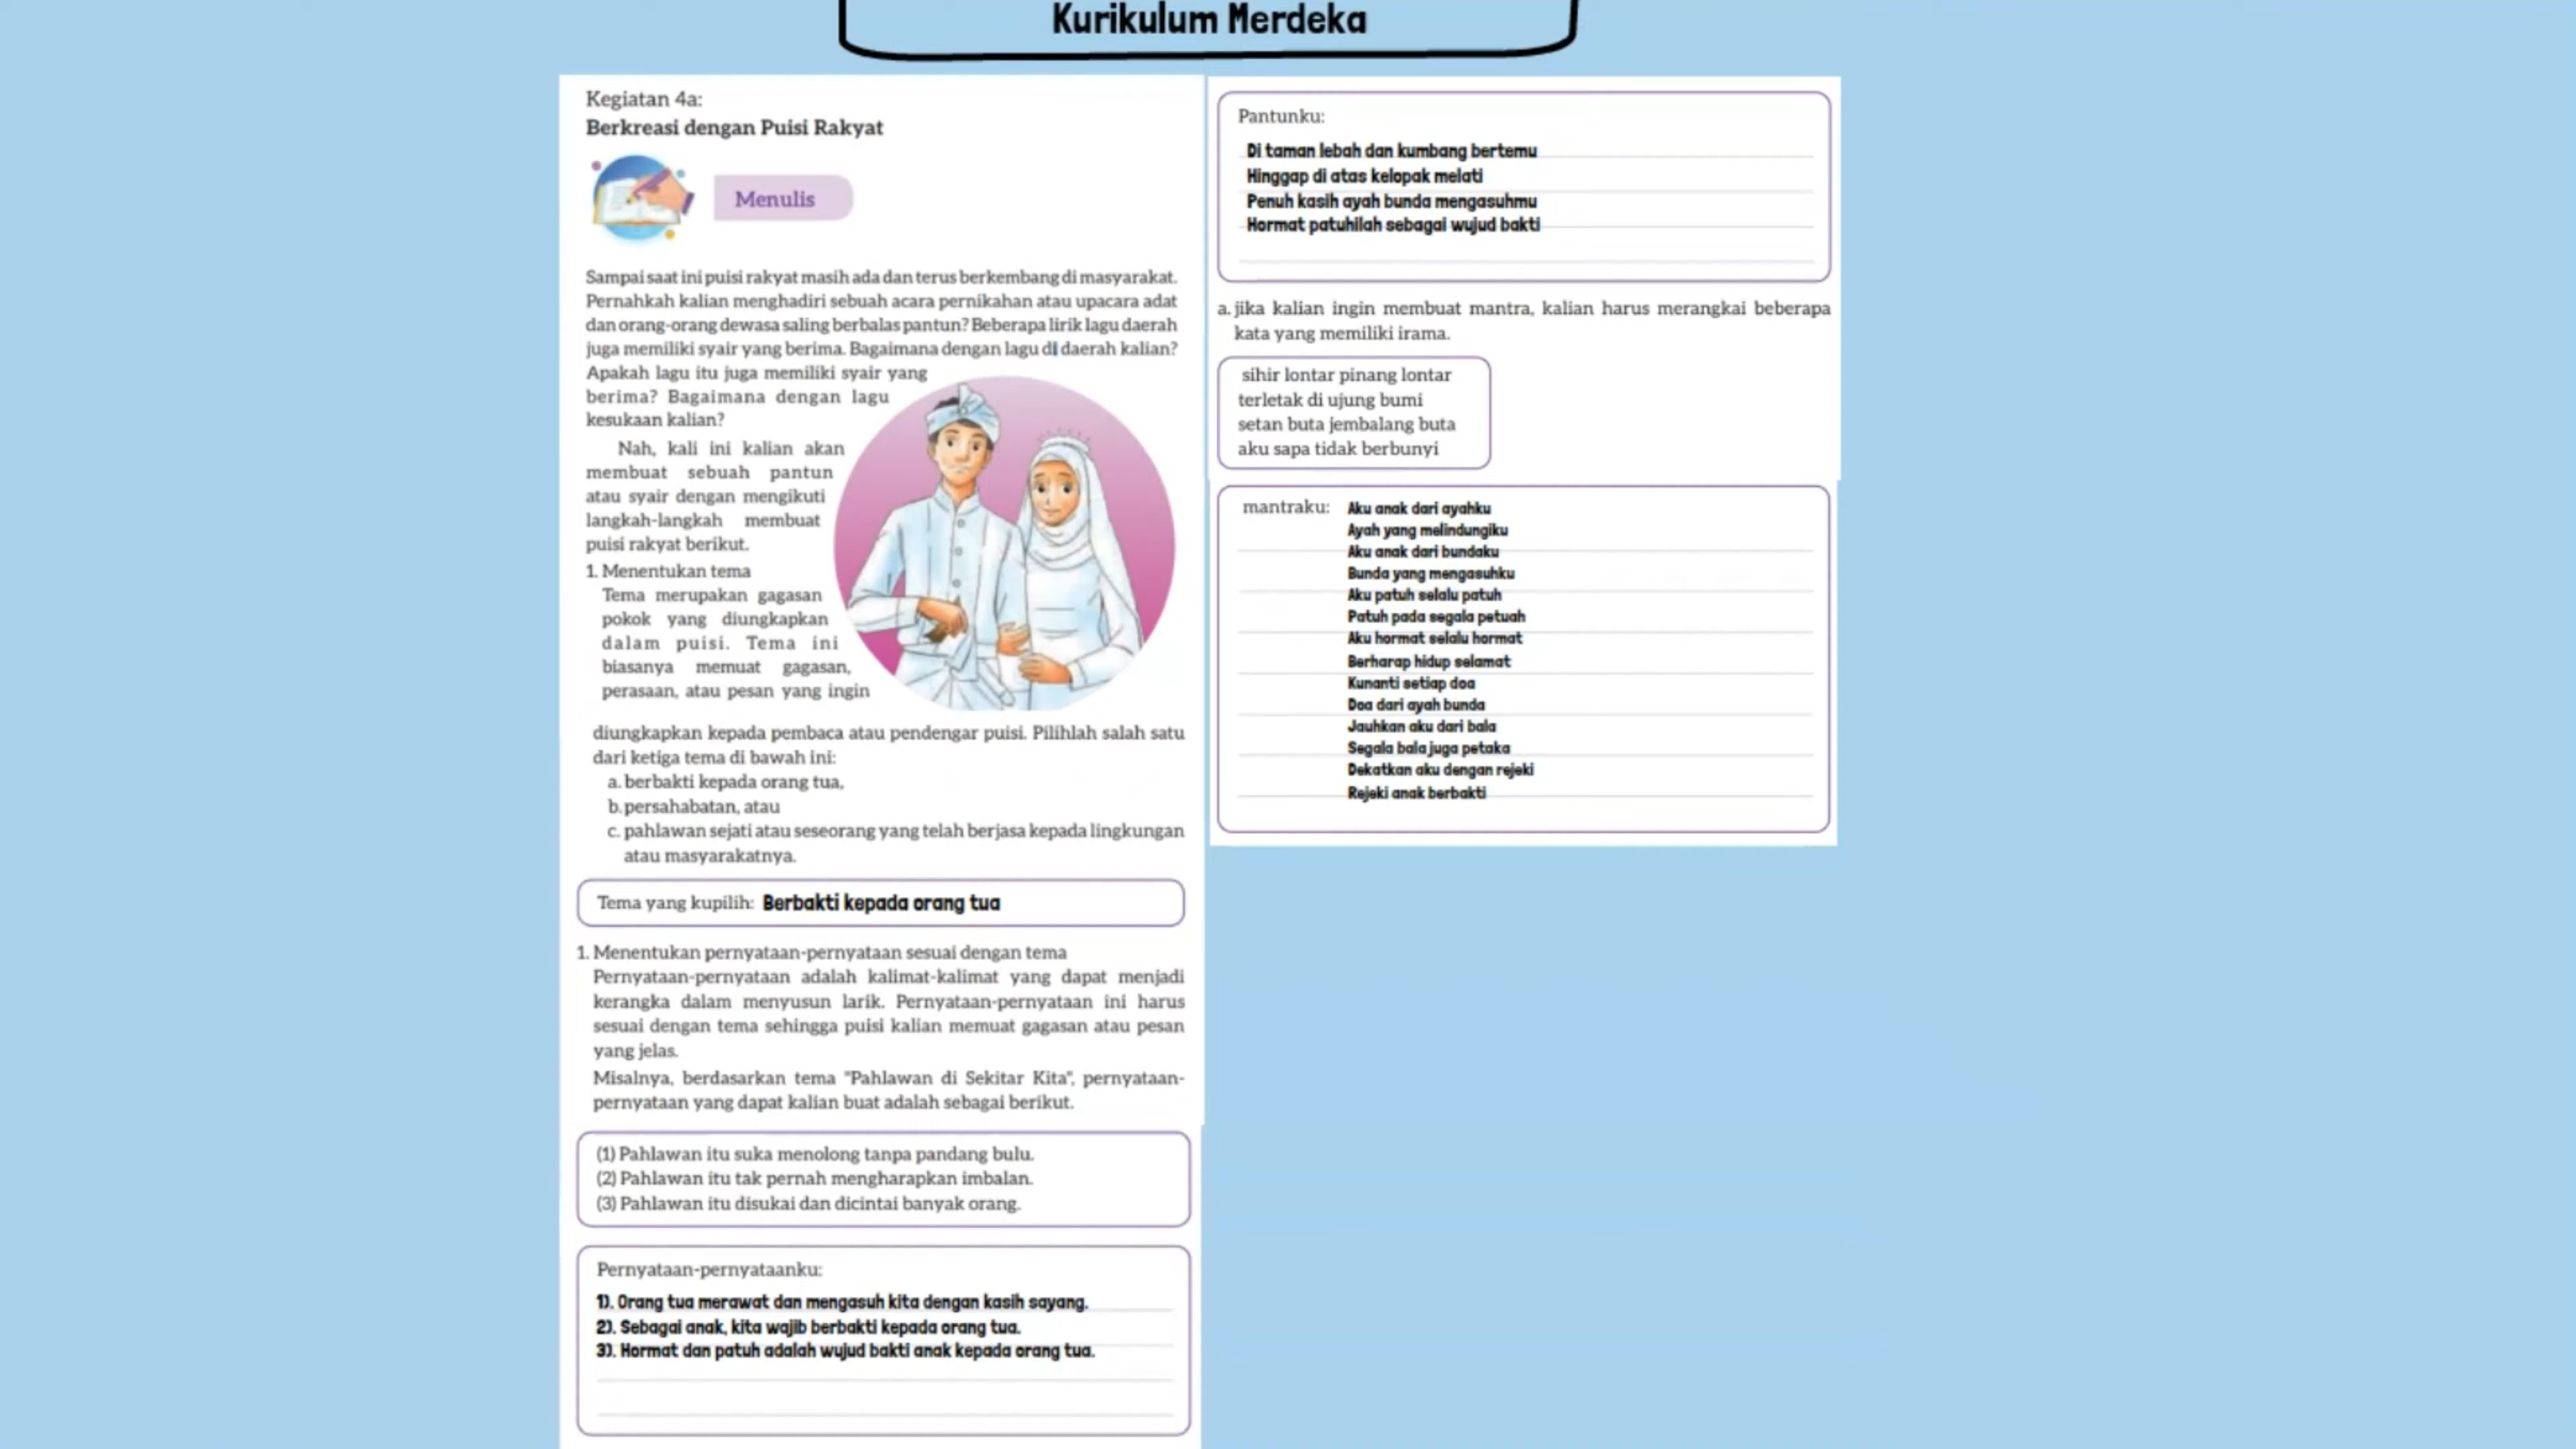 Kurikulum Merdeka
Kegiatan 4a:
Berkreasi dengan Puisi Rakyat
Menulis
Sampai saat ini puisi rakyat masih ada dan terus berkembang di masyarakat.
Pernahkah kalian menghadiri sebuah acara pernikahan atau upacara adat
dan orang-orang dewasa saling berbalas pantun? Beberapa lirik lagu daerah
juga memiliki syair yang berima. Bagaimana dengan lagu di daerah kalian?
Apakah lagu itu juga memiliki syair yang
berima? Bagaimana dengan lagu
kesukaan kalian?
Nah, kali ini kalian akan
membuat sebuah pantun
atau syair dengan mengikuti
langkah-langkah membuat
puisi rakyat berikut.
1. Menentukan tema
Tema merupakan gagasan
pokok yang diungkapkan
dalam puisi. Tema ini
biasanya memuat gagasan,
perasaan, atau pesan yang ingin
diungkapkan kepada pembaca atau pendengar puisi. Pilihlah salah satu
dari ketiga tema di bawah ini:
a. berbakti kepada orang tua,
b. persahabatan, atau
c. pahlawan sejati atau seseorang yang telah berjasa kepada lingkungan
atau masyarakatnya.
Tema yang kupilih: Berbakti kepada orang tua
1. Menentukan pernyataan-pernyataan sesuai dengan tema
Pernyataan-pernyataan adalah kalimat-kalimat yang dapat menjadi
kerangka dalam menyusun larik. Pernyataan-pernyataan ini harus
sesuai dengan tema sehingga puisi kalian memuat gagasan atau pesan
yang jelas.
Misalnya, berdasarkan tema "Pahlawan di Sekitar Kita", pernyataan-
pernyataan yang dapat kalian buat adalah sebagai berikut.
(1) Pahlawan itu suka menolong tanpa pandang bulu.
(2) Pahlawan itu tak pernah mengharapkan imbalan.
(3) Pahlawan itu disukai dan dicintai banyak orang.
Pernyataan-pernyataanku:
1). Orang tua merawat dan mengasuh kita dengan kasih sayang.
2). Sebagai anak, kita wajib berbakti kepada orang tua.
3). Hormat dan patuh adalah wujud bakti anak kepada orang tua.
Pantunku:
Di taman lebah dan kumbang bertemu
Hinggap di atas kelopak melati
Penuh kasih ayah bunda mengasuhmu
Hormat patuhilah sebagai wujud bakti
a. jika kalian ingin membuat mantra, kalian harus merangkai beberapa
kata yang memiliki irama.
sihir lontar pinang lontar
terletak di ujung bumi
setan buta jembalang buta
aku sapa tidak berbunyi
mantraku: Aku anak dari ayahku
Ayah yang melindungiku
Aku anak dari bundaku
Bunda yang mengasuhku
Aku patuh selalu patuh
Patuh pada segala petuah
Aku hormat selalu hormat
Berharap hidup selamat
Kunanti setiap doa
Doa dari ayah bunda
Jauhkan aku dari bala
Segala bala juga petaka
Dekatkan aku dengan rejeki
Rejeki anak berbakti